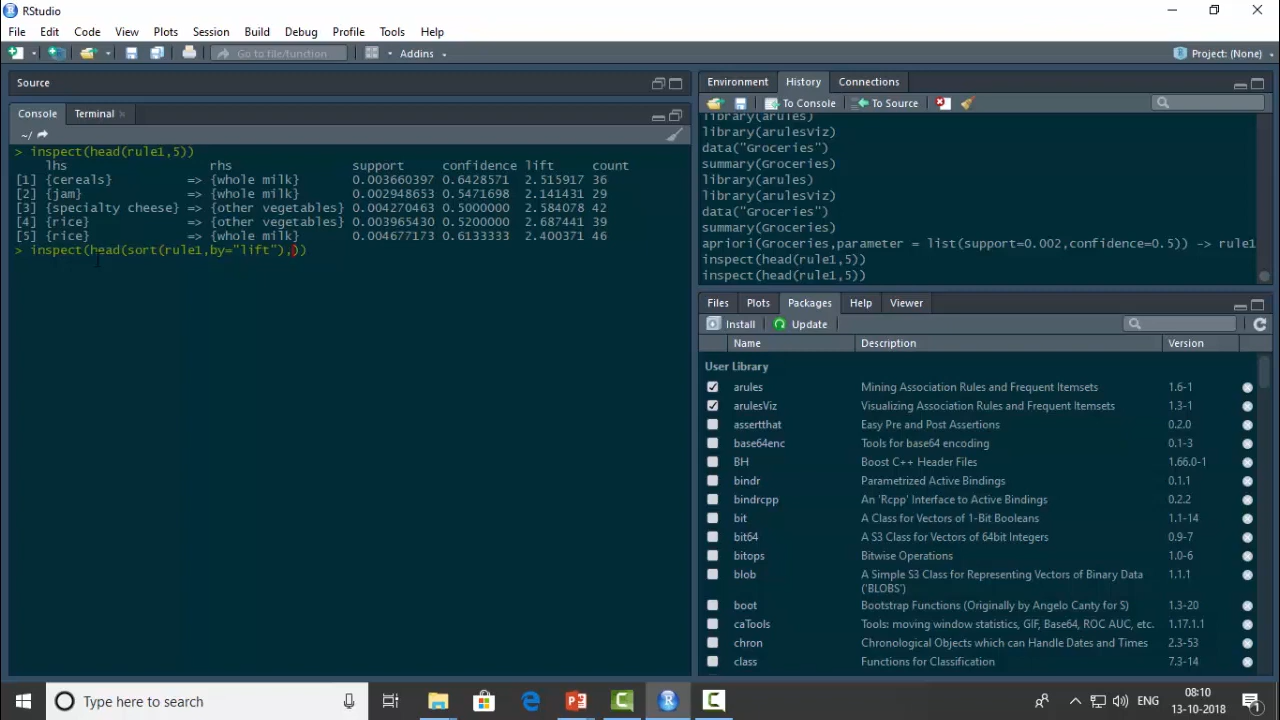 RStudio
File Edit Code View Plots Session Build Debug Profile Tools Help
Go to file/function Addins Project: (None)
Source
Console Terminal
~/
> inspect(head(rule1,5))
lhs rhs support confidence lift count
[1] {cereals} => {whole milk} 0.003660397 0.6428571 2.515917 36
[2] {jam} => {whole milk} 0.002948653 0.5471698 2.141431 29
[3] {specialty cheese} => {other vegetables} 0.004270463 0.5000000 2.584078 42
[4] {rice} => {other vegetables} 0.003965430 0.5200000 2.687441 39
[5] {rice} => {whole milk} 0.004677173 0.6133333 2.400371 46
> inspect(head(sort(rule1,by="lift"),))
Environment History Connections
To Console To Source
library(arules)
library(arulesViz)
data("Groceries")
summary(Groceries)
library(arules)
library(arulesViz)
data("Groceries")
summary(Groceries)
apriori(Groceries,parameter = list(support=0.002,confidence=0.5)) -> rule1
inspect(head(rule1,5))
inspect(head(rule1,5))
Files Plots Packages Help Viewer
Install Update
Name Description Version
User Library
arules Mining Association Rules and Frequent Itemsets 1.6-1
arulesViz Visualizing Association Rules and Frequent Itemsets 1.3-1
assertthat Easy Pre and Post Assertions 0.2.0
base64enc Tools for base64 encoding 0.1-3
BH Boost C++ Header Files 1.66.0-1
bindr Parametrized Active Bindings 0.1.1
bindrcpp An 'Rcpp' Interface to Active Bindings 0.2.2
bit A Class for Vectors of 1-Bit Booleans 1.1-14
bit64 A S3 Class for Vectors of 64bit Integers 0.9-7
bitops Bitwise Operations 1.0-6
blob A Simple S3 Class for Representing Vectors of Binary Data 1.1.1
('BLOBS')
boot Bootstrap Functions (Originally by Angelo Canty for S) 1.3-20
caTools Tools: moving window statistics, GIF, Base64, ROC AUC, etc. 1.17.1.1
chron Chronological Objects which can Handle Dates and Times 2.3-53
class Functions for Classification 7.3-14
Type here to search ENG 08:10
13-10-2018